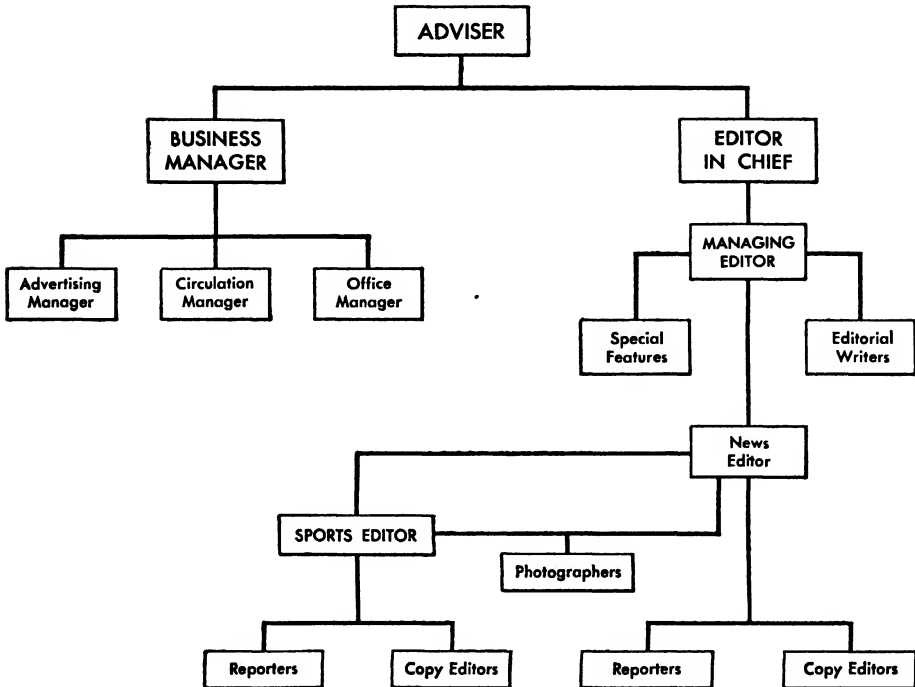 ADVISER
BUSINESS
MANAGER
EDITOR
IN CHIEF
MANAGING
EDITOR
Advertising
Manager
Circulation
Manager
Office
Manager
Special
Features
Editorial
Writers
News
Editor
SPORTS EDITOR
Photographers
Reporters
Copy Editors
Reporters
Copy Editors